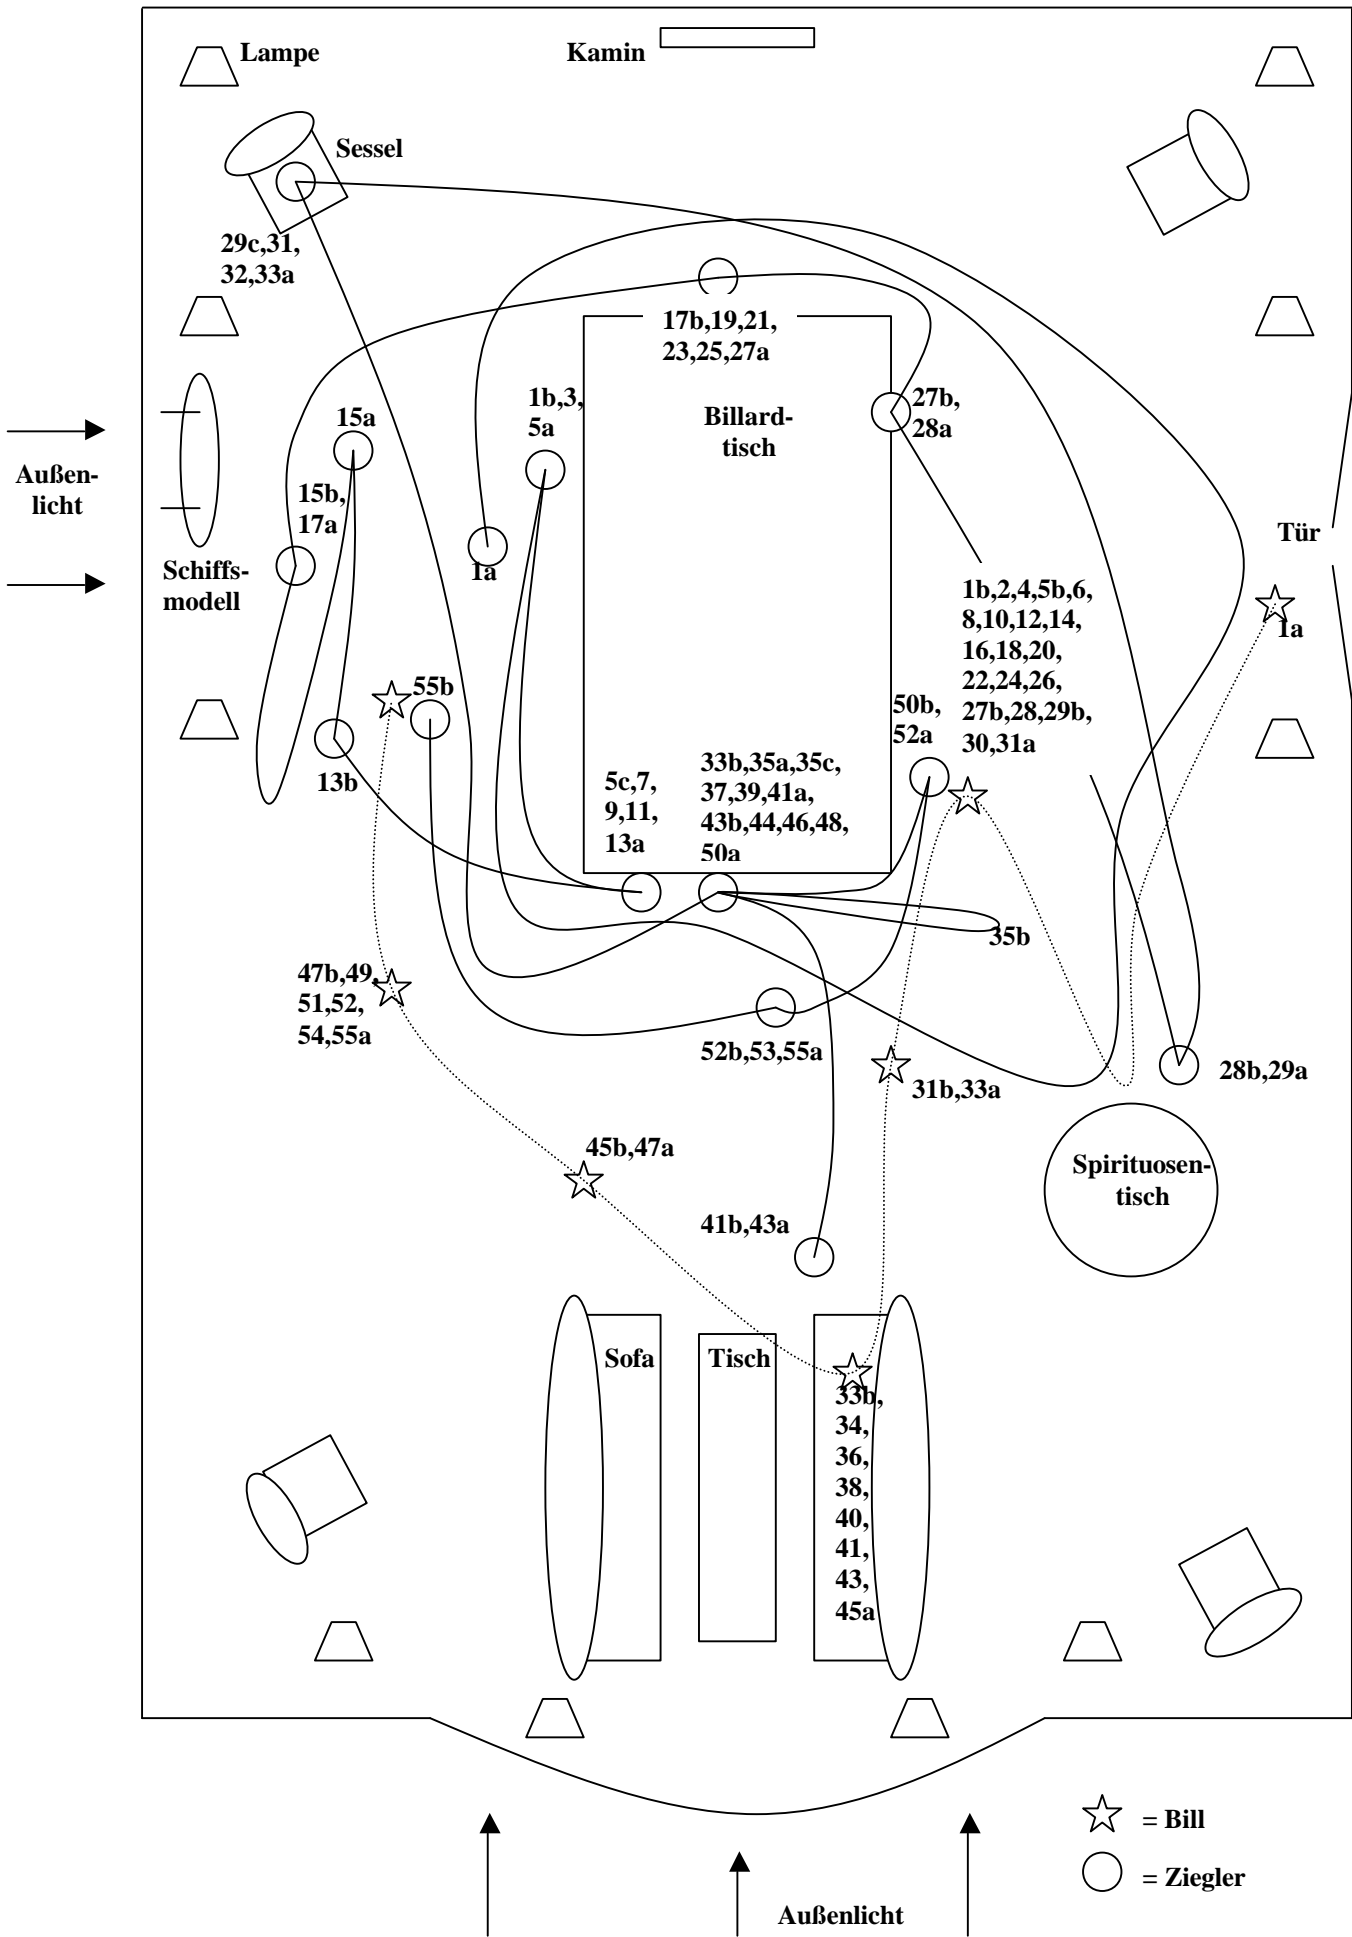 Lampe
Kamin
Sessel
29c,31,
32,33a
17b,19,21,
23,25,27a
1b,3,
5a
Billard-
tisch
27b,
28a
15a
Außen-
licht
15b,
17a
Tür
Schiffs-
modell
1a
1b,2,4,5b,6,
8,10,12,14,
16,18,20,
22,24,26,
27b,28,29b,
30,31a
1a
55b
50b,
52a
13b
5c,7,
9,11,
13a
33b,35a,35c,
37,39,41a,
43b,44,46,48,
50a
35b
47b,49,
51,52,
54,55a
52b,53,55a
31b,33a
28b,29a
45b,47a
Spirituosen-
tisch
41b,43a
Sofa
Tisch
33b,
34,
36,
38,
40,
41,
43,
45a
= Bill
= Ziegler
Außenlicht